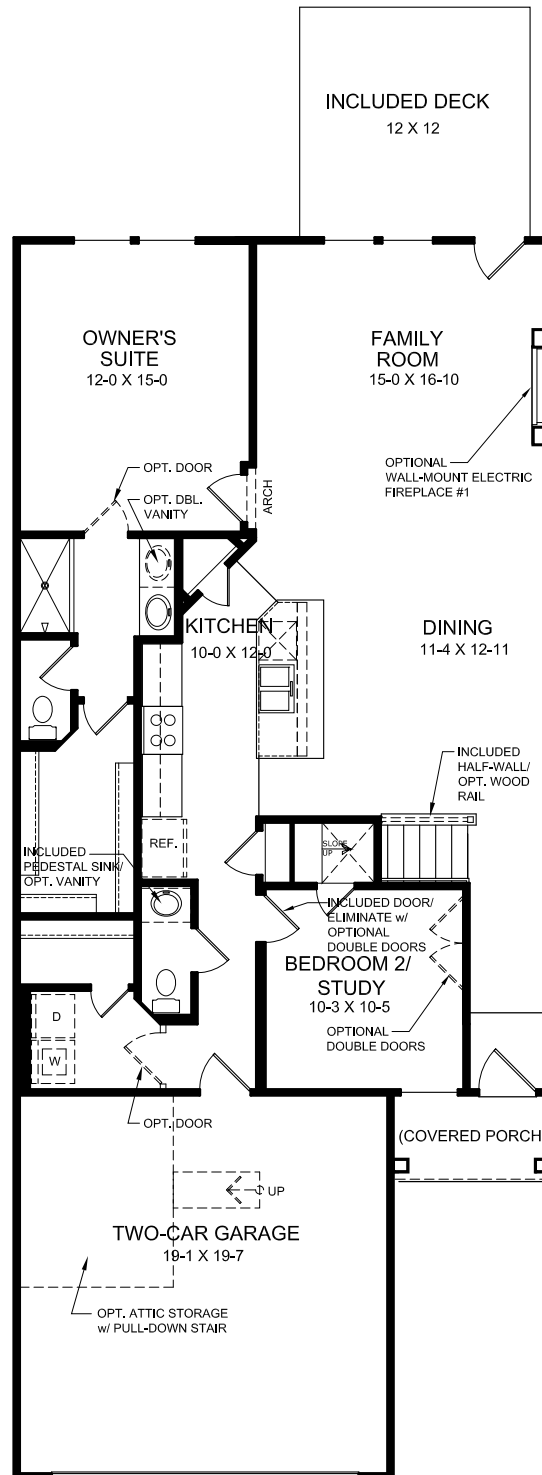 INCLUDED DECK
12 X 12
OWNER'S
SUITE
12-0 X 15-0
FAMILY
ROOM
15-0 X 16-10
OPTIONAL
WALL-MOUNT ELECTRIC
FIREPLACE #1
OPT. DOOR
OPT. DBL.
VANITY
ARCH
KITCHEN
10-0 X 12-0
DINING
11-4 X 12-11
INCLUDED
HALF-WALL/
OPT. WOOD
RAIL
REF.
SLOPE
UP
INCLUDED
PEDESTAL SINK/
OPT. VANITY
INCLUDED DOOR/
ELIMINATE w/
OPTIONAL
DOUBLE DOORS
BEDROOM 2/
STUDY
10-3 X 10-5
OPTIONAL
DOUBLE DOORS
D
W
OPT. DOOR
(COVERED PORCH
UP
TWO-CAR GARAGE
19-1 X 19-7
OPT. ATTIC STORAGE
w/ PULL-DOWN STAIR